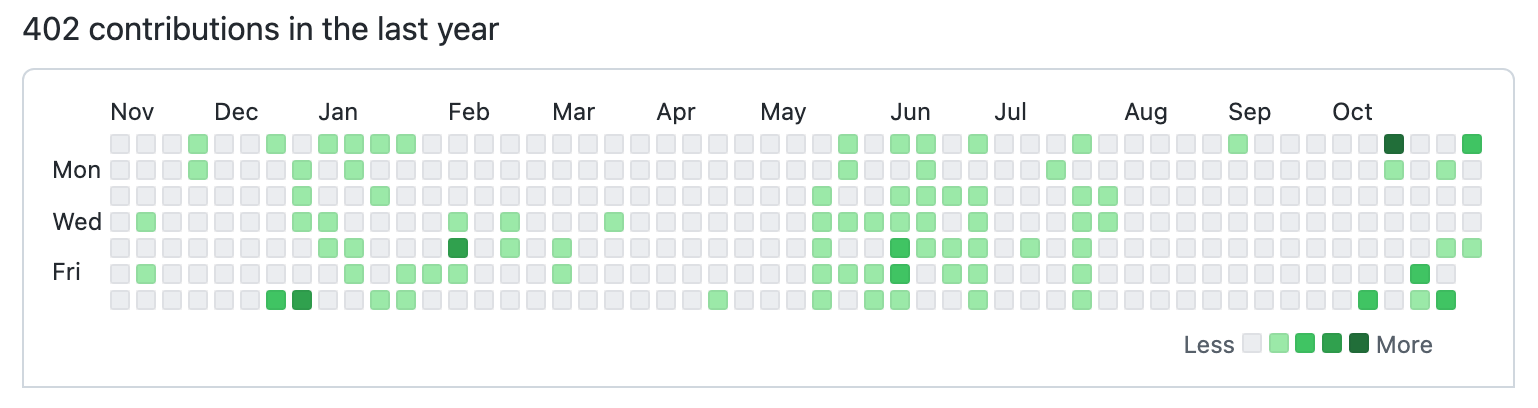 402 contributions in the last year
Nov Dec Jan Feb Mar Apr May Jun Jul Aug Sep Oct
Mon
Wed
Fri
Less More